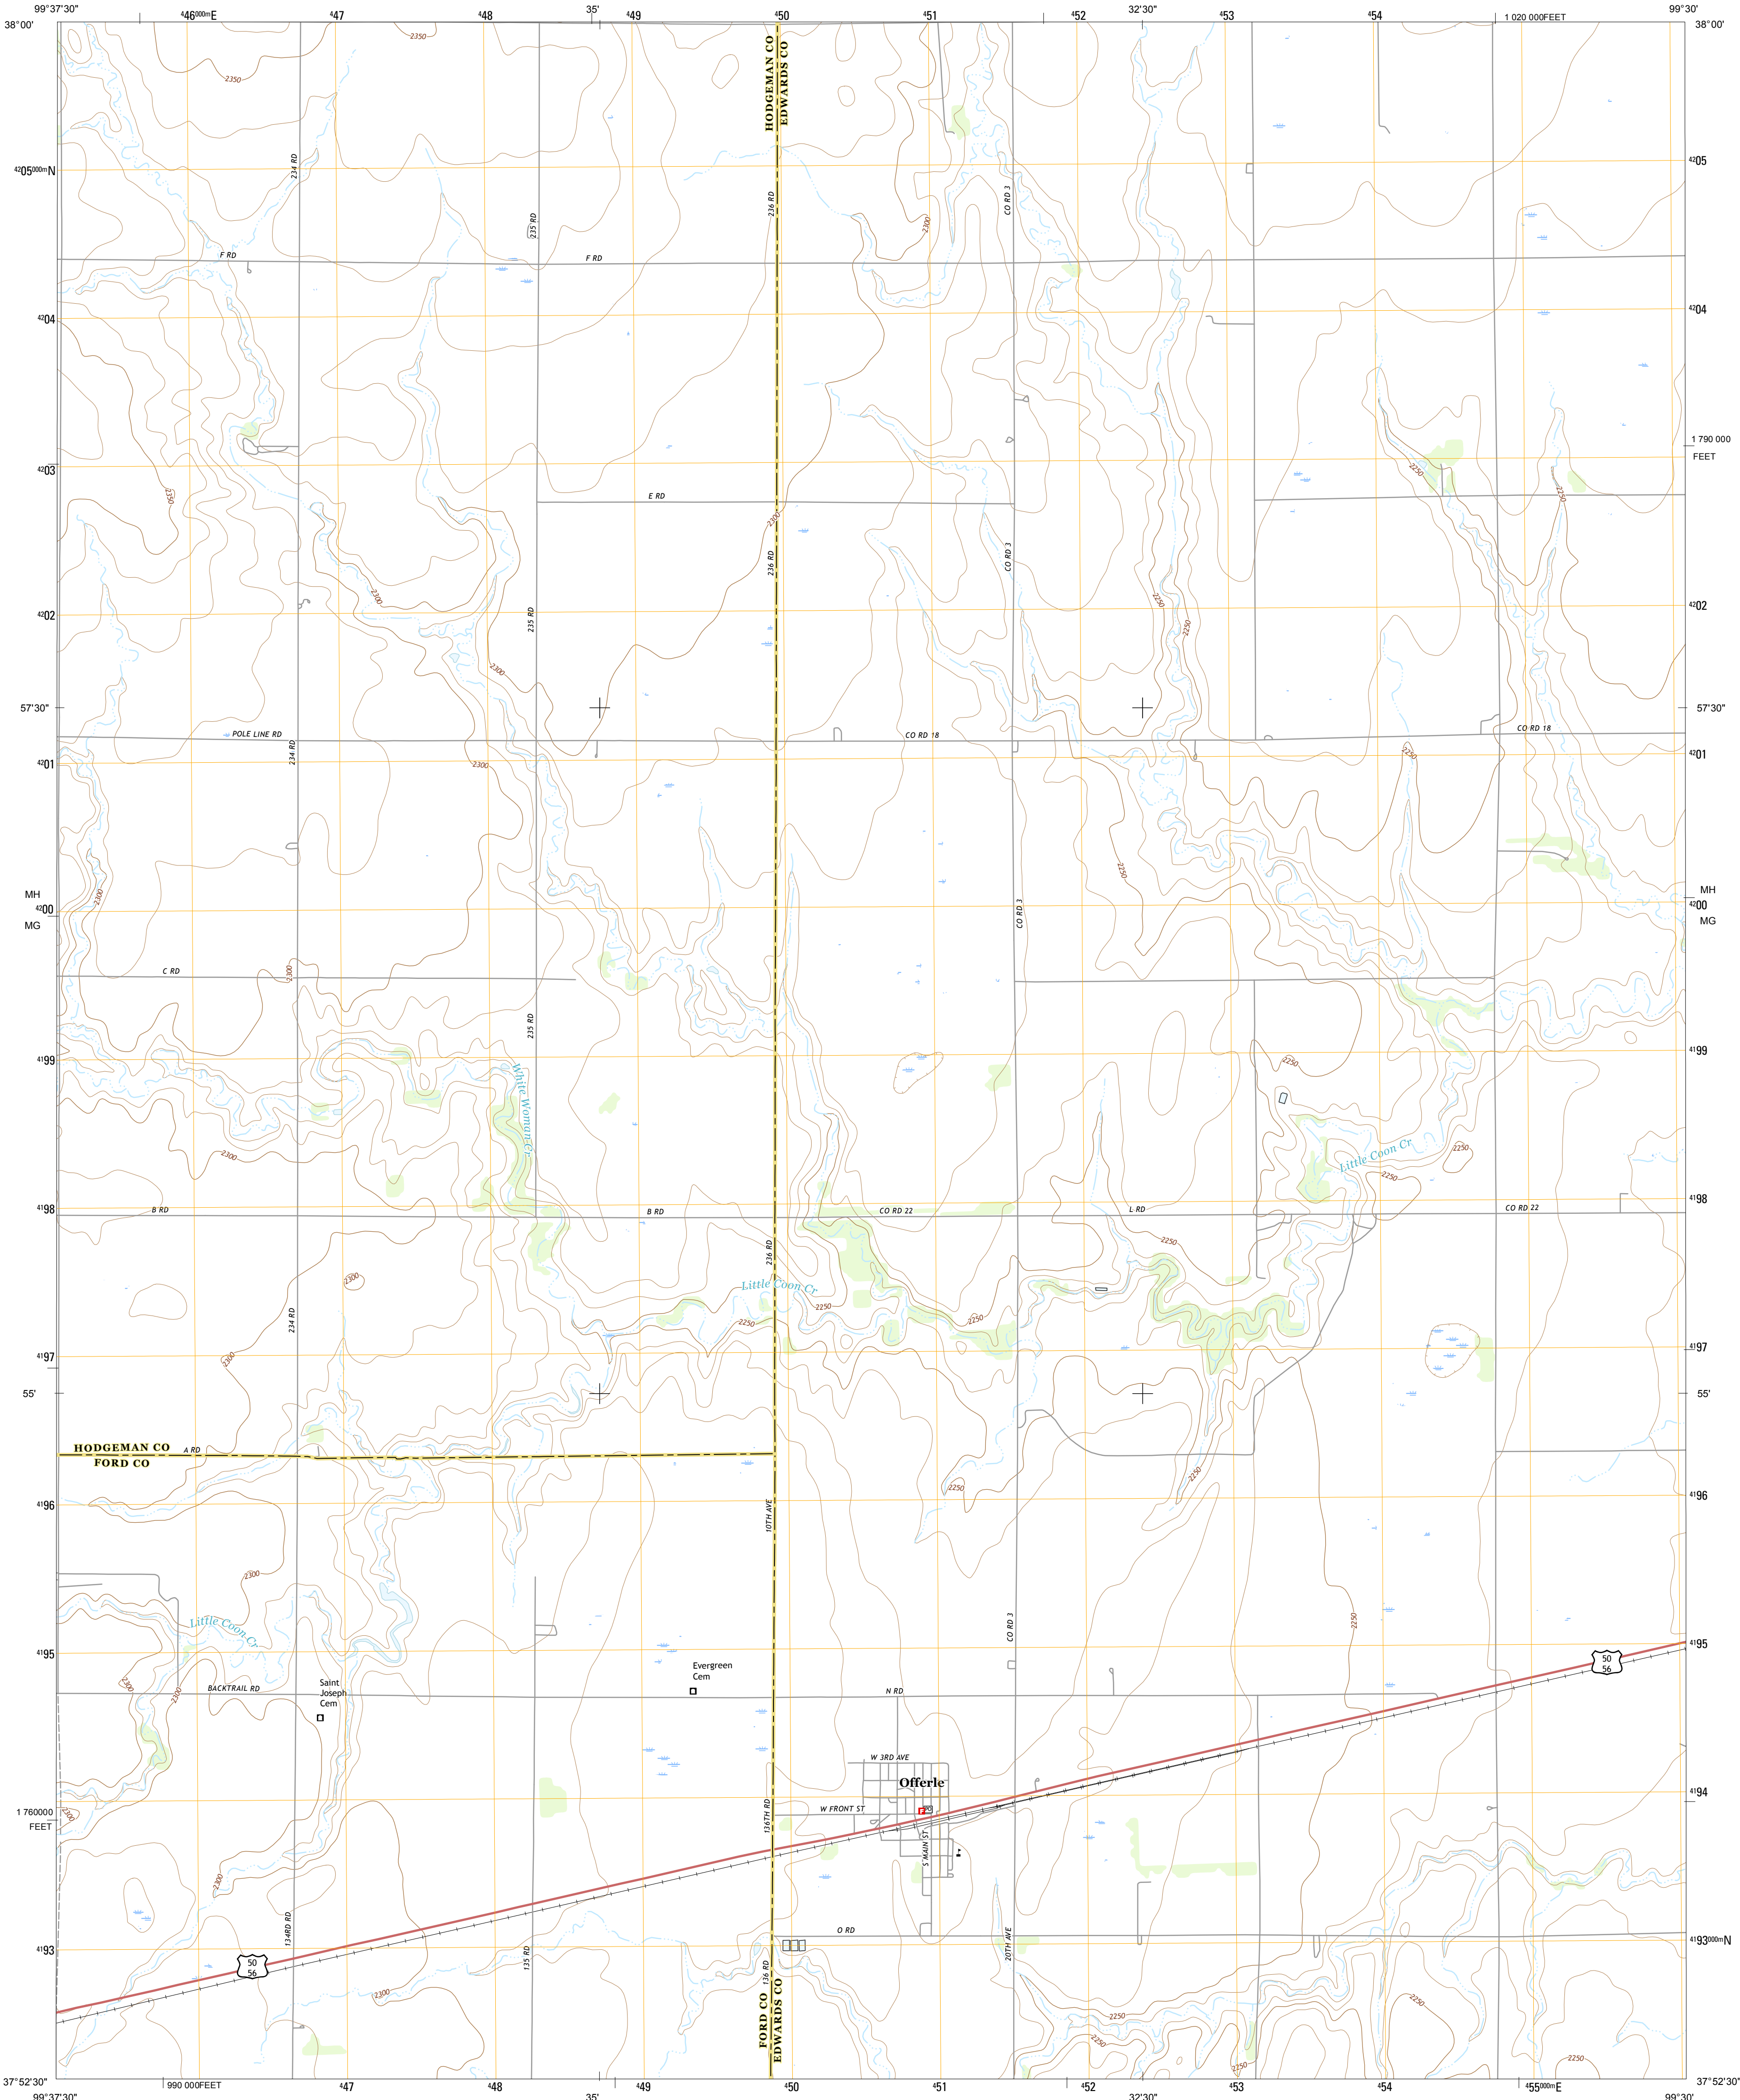 99°37'30"
⁴46⁰⁰⁰ᵐE
⁴47
⁴48
35'
⁴49
⁴50
⁴51
⁴52
32'30"
⁴53
⁴54
1 020 000FEET
99°30'
38°00'
38°00'
HODGEMAN CO
EDWARDS CO
2350
2350
⁴²05⁰⁰⁰ᵐN
⁴²05
234 RD
236 RD
CO RD 3
235 RD
2300
F RD
F RD
⁴²04
⁴²04
1 790 000
FEET
⁴²03
2350
2250
2250
E RD
2300
236 RD
CO RD 3
2300
2250
⁴²02
⁴²02
235 RD
2250
2300
57'30"
57'30"
POLE LINE RD
234 RD
CO RD 18
CO RD 18
⁴²01
2300
2250
⁴²01
2250
MH
⁴²00
MG
2300
CO RD 3
MH
⁴²00
MG
C RD
2300
235 RD
⁴¹99
2250
⁴¹99
White Woman Cr
2300
Little Coon Cr
2250
2250
⁴¹98
⁴¹98
B RD
B RD
CO RD 22
L RD
CO RD 22
236 RD
2250
2300
Little Coon Cr
2250
234 RD
2250
2250
⁴¹97
2300
⁴¹97
55'
55'
HODGEMAN CO
A RD
FORD CO
2250
2250
⁴¹96
⁴¹96
10TH AVE
2300
Little Coon Cr
CO RD 3
2250
⁴¹95
⁴¹95
50
56
Evergreen
Cem
2300
2300
BACKTRAIL RD
Saint
Joseph
Cem
N RD
W 3RD AVE
Offerle
⁴¹94
1 760000
FEET
2300
136TH RD
W FRONT ST
PO
S MAIN ST
2300
134RD RD
O RD
20TH AVE
⁴¹93
⁴¹93⁰⁰⁰ᵐN
135 RD
136 RD
50
56
2300
2250
2250
FORD CO
EDWARDS CO
2250
2250
2250
37°52'30"
37°52'30"
990 000FEET
⁴47
⁴48
35'
⁴49
⁴50
⁴51
⁴52
32'30"
⁴53
⁴54
⁴55⁰⁰⁰ᵐE
99°37'30"
99°30'